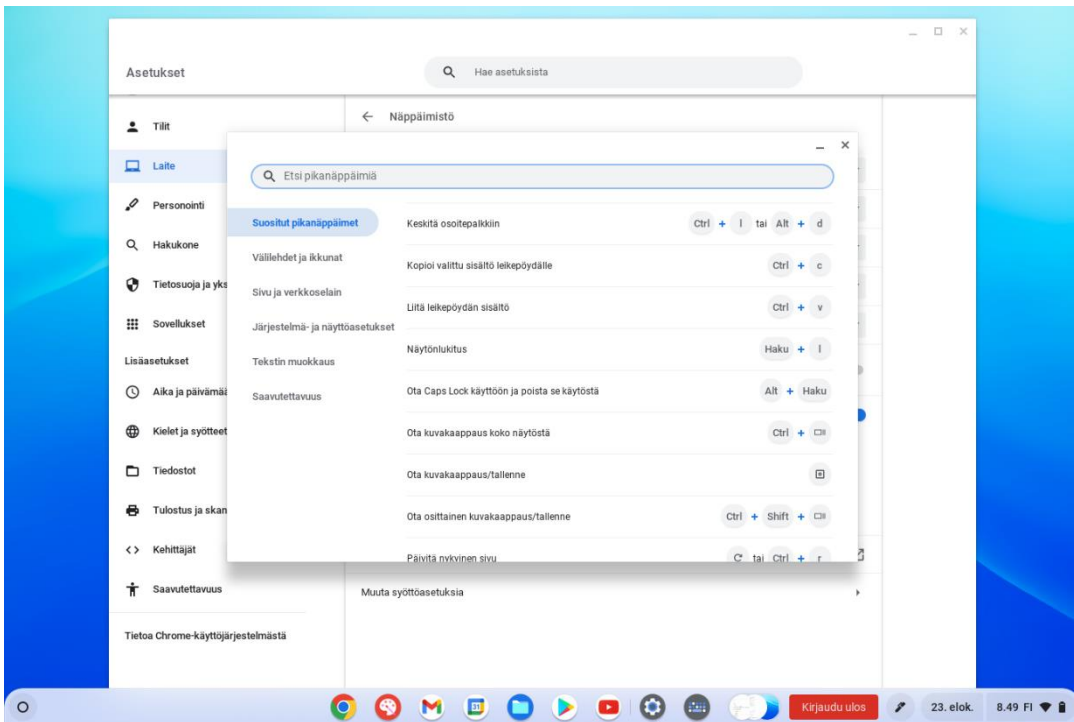 Asetukset
Hae asetuksista
Tilit
Laite
Personointi
Hakukone
Tietosuoja ja yks
Sovellukset
Lisäasetukset
Aika ja päivämää
Kielet ja syötteet
Tiedostot
Tulostus ja skan
Kehittäjät
Saavutettavuus
Tietoa Chrome-käyttöjärjestelmästä
Näppäimistö
Etsi pikanäppäimiä
Suositut pikanäppäimet
Välilehdet ja ikkunat
Sivu ja verkkoselain
Järjestelmä- ja näyttöasetukset
Tekstin muokkaus
Saavutettavuus
Keskitä osoitepalkkiin Ctrl + l tai Alt + d
Kopioi valittu sisältö leikepöydälle Ctrl + c
Liitä leikepöydän sisältö Ctrl + v
Näytönlukitus Haku + l
Ota Caps Lock käyttöön ja poista se käytöstä Alt + Haku
Ota kuvakaappaus koko näytöstä Ctrl +
Ota kuvakaappaus/tallenne
Ota osittainen kuvakaappaus/tallenne Ctrl + Shift +
Päivitä nykyinen sivu tai Ctrl + r
Muuta syöttöasetuksia
Kirjaudu ulos
23. elok.
8.49 FI